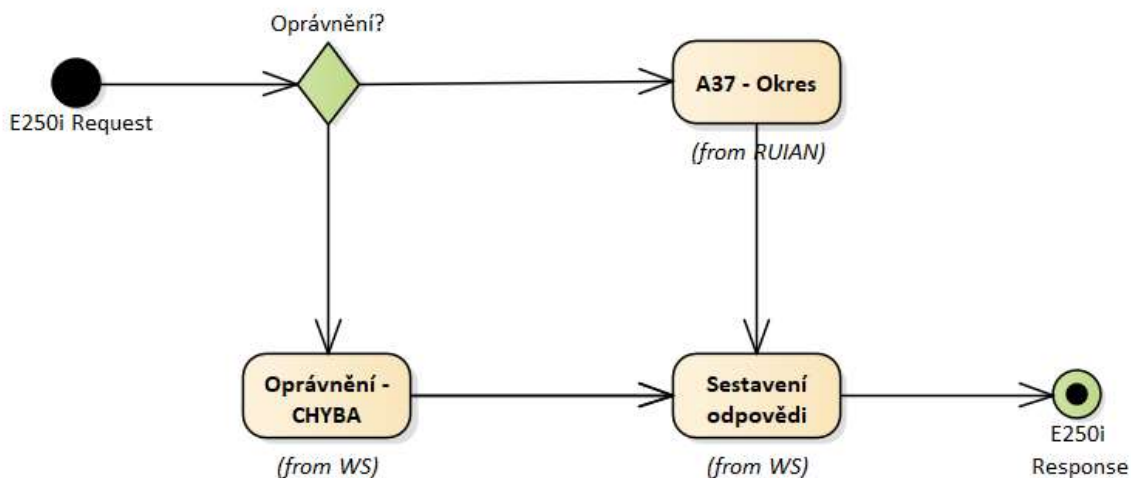 Oprávnění?
E250i Request
A37 - Okres
(from RUIAN)
Oprávnění -
CHYBA
(from WS)
Sestavení
odpovědi
(from WS)
E250i
Response